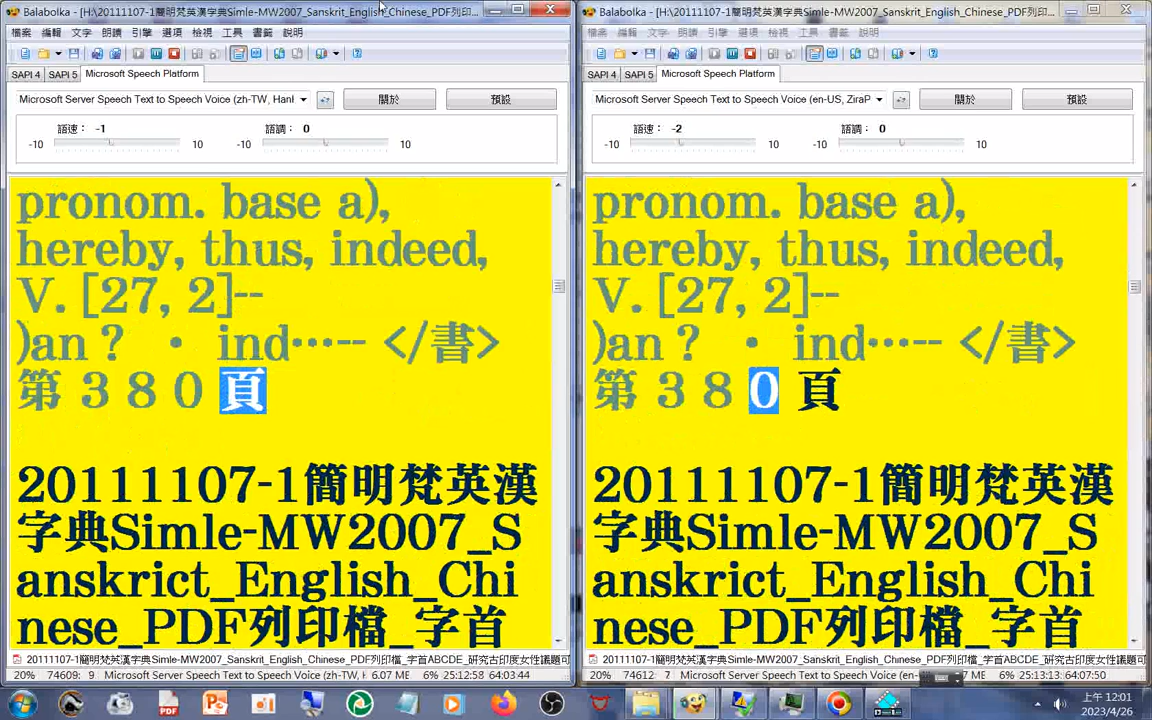 Balabolka - [H:\20111107-1簡明梵英漢字典Simle-MW2007_Sanskrit_English_Chinese_PDF列印...
檔案 編輯 文字 朗讀 引擎 選項 檢視 工具 書籤 說明
SAPI 4 SAPI 5 Microsoft Speech Platform
Microsoft Server Speech Text to Speech Voice (zh-TW, Hanl
關於
預設
語速： -1 語調： 0
-10 10 -10 10
pronom. base a),
hereby, thus, indeed,
V. [27, 2]--
)an？ • ind…-- </書>
第３８０頁
20111107-1簡明梵英漢
字典Simle-MW2007_S
anskrict_English_Chi
nese_PDF列印檔_字首
20111107-1簡明梵英漢字典Simle-MW2007_Sanskrit_English_Chinese_PDF列印檔_字首ABCDE_研究古印度女性議題可
20% 74609: 9 Microsoft Server Speech Text to Speech Voice (zh-TW, H 6.07 MB 6% 25:12:58 64:03:44
Balabolka - [H:\20111107-1簡明梵英漢字典Simle-MW2007_Sanskrit_English_Chinese_PDF列印...
檔案 編輯 文字 朗讀 引擎 選項 檢視 工具 書籤 說明
SAPI 4 SAPI 5 Microsoft Speech Platform
Microsoft Server Speech Text to Speech Voice (en-US, ZiraP
關於
預設
語速： -2 語調： 0
-10 10 -10 10
pronom. base a),
hereby, thus, indeed,
V. [27, 2]--
)an？ • ind…-- </書>
第３８０頁
20111107-1簡明梵英漢
字典Simle-MW2007_S
anskrict_English_Chi
nese_PDF列印檔_字首
20111107-1簡明梵英漢字典Simle-MW2007_Sanskrit_English_Chinese_PDF列印檔_字首ABCDE_研究古印度女性議題可
20% 74612: 7 Microsoft Server Speech Text to Speech Voice 6% 25:13:13 64:07:50
上午 12:01
2023/4/26